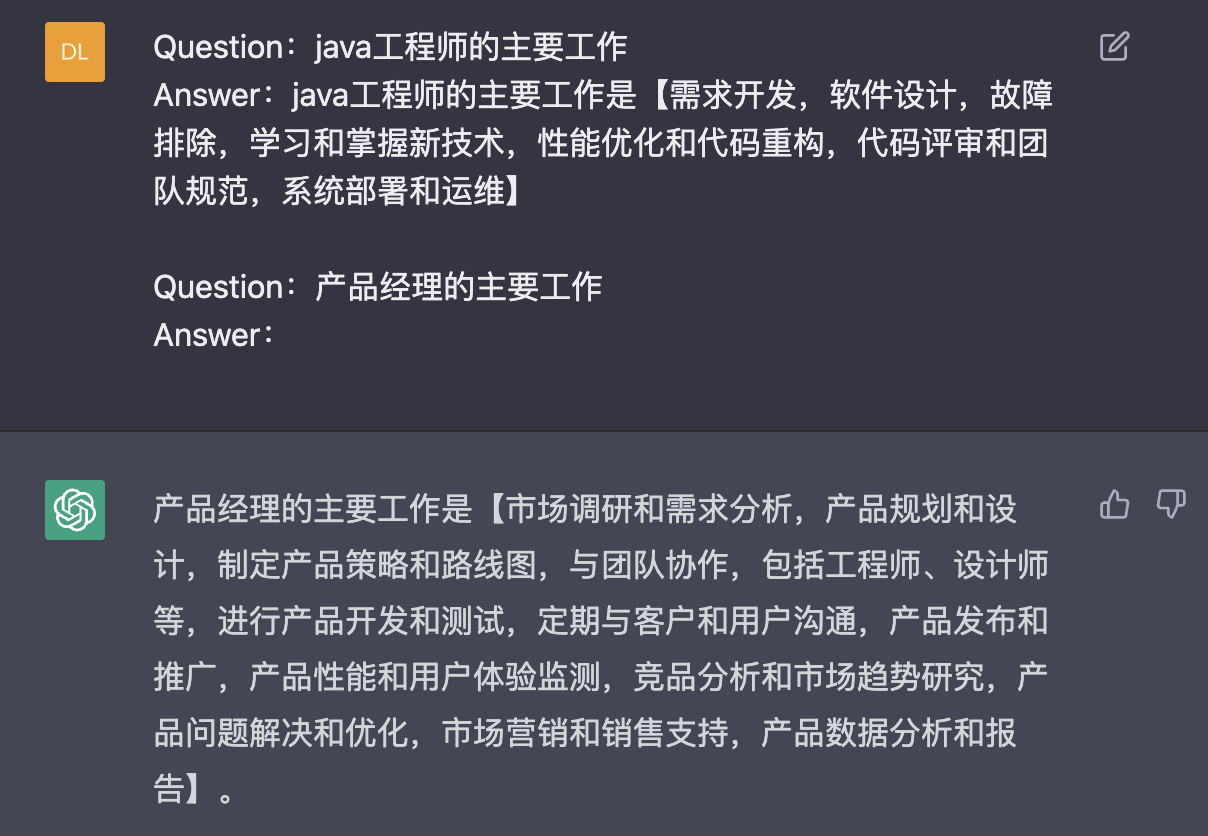 DL
Question：java工程师的主要工作
Answer：java工程师的主要工作是【需求开发，软件设计，故障
排除，学习和掌握新技术，性能优化和代码重构，代码评审和团
队规范，系统部署和运维】
Question：产品经理的主要工作
Answer：
产品经理的主要工作是【市场调研和需求分析，产品规划和设
计，制定产品策略和路线图，与团队协作，包括工程师、设计师
等，进行产品开发和测试，定期与客户和用户沟通，产品发布和
推广，产品性能和用户体验监测，竞品分析和市场趋势研究，产
品问题解决和优化，市场营销和销售支持，产品数据分析和报
告】。